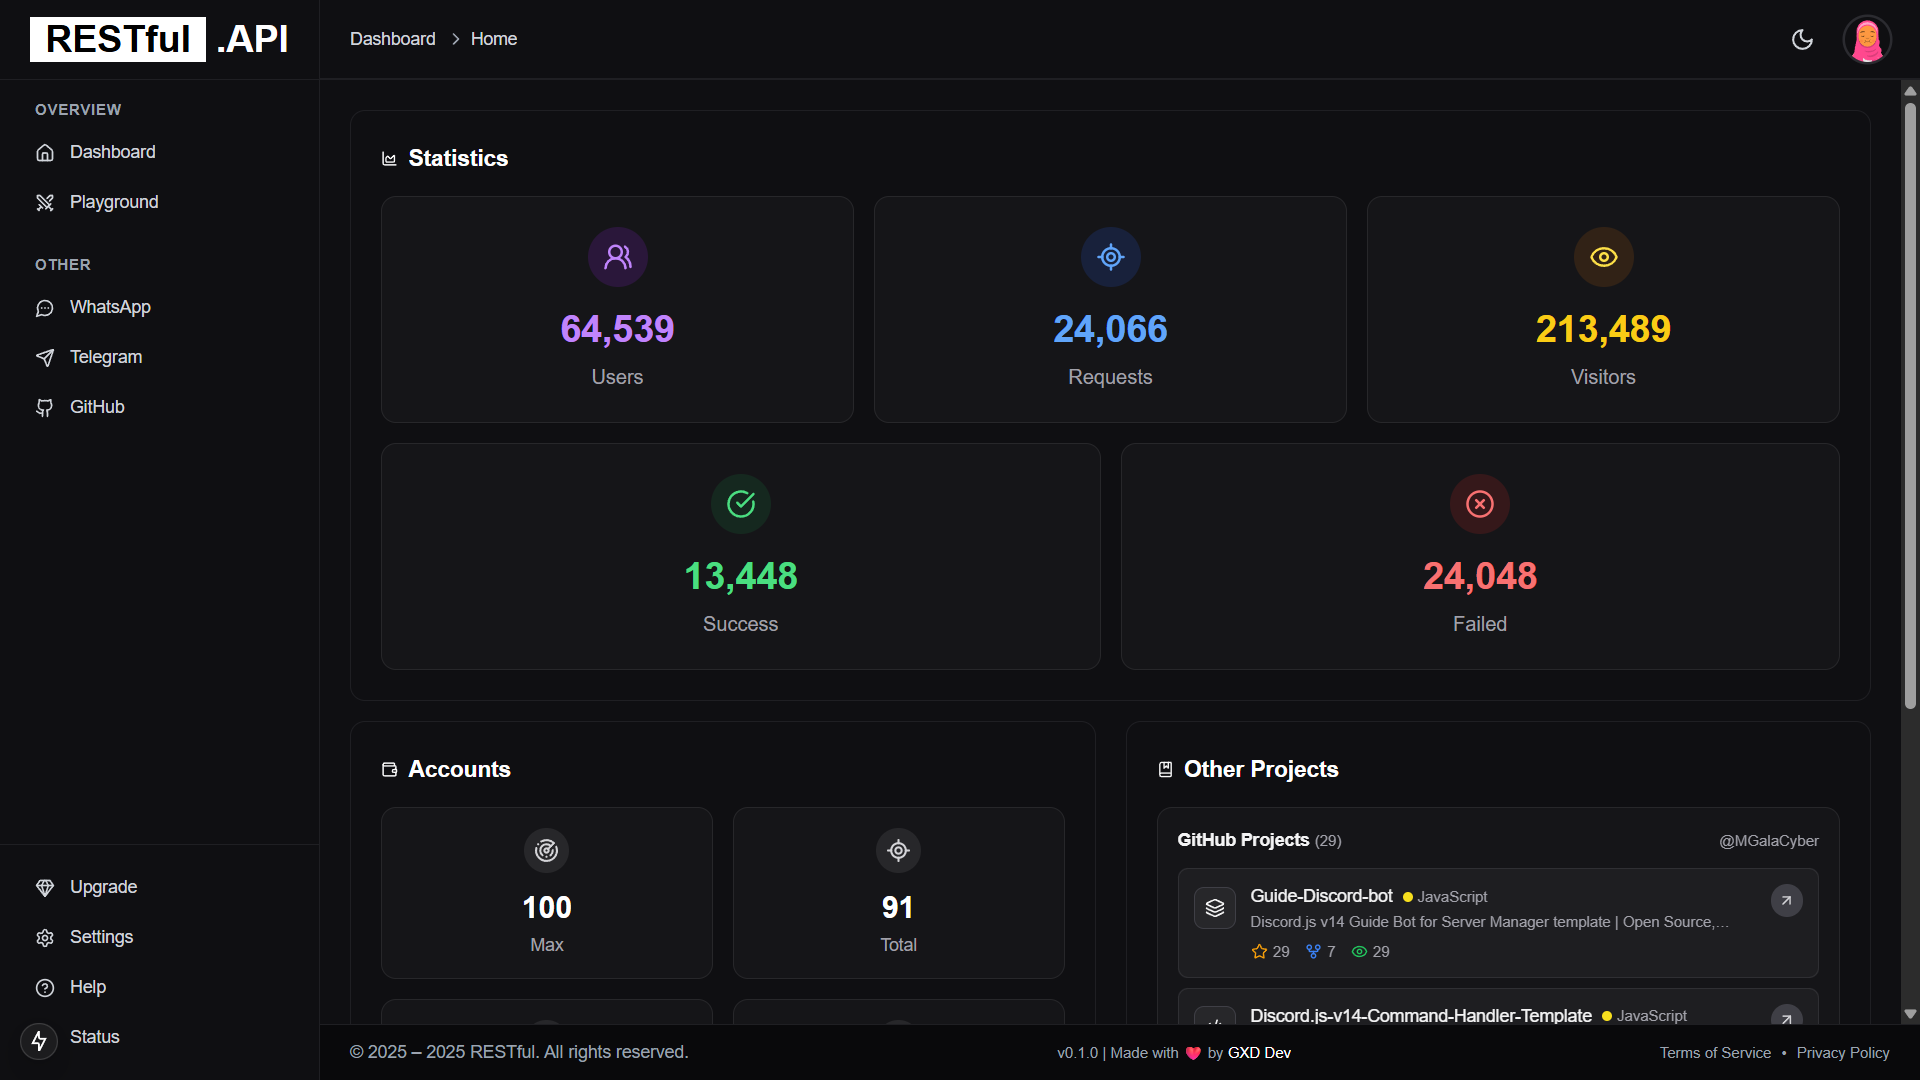 RESTful .API
Dashboard > Home
OVERVIEW
Dashboard
Playground
OTHER
WhatsApp
Telegram
GitHub
Upgrade
Settings
Help
Status
Statistics
64,539
Users
24,066
Requests
213,489
Visitors
13,448
Success
24,048
Failed
Accounts
100
Max
91
Total
Other Projects
GitHub Projects (29)
@MGalaCyber
Guide-Discord-bot JavaScript
Discord.js v14 Guide Bot for Server Manager template | Open Source,...
29 7 29
Discord.js-v14-Command-Handler-Template JavaScript
© 2025 – 2025 RESTful. All rights reserved.
v0.1.0 | Made with ❤️ by GXD Dev
Terms of Service • Privacy Policy